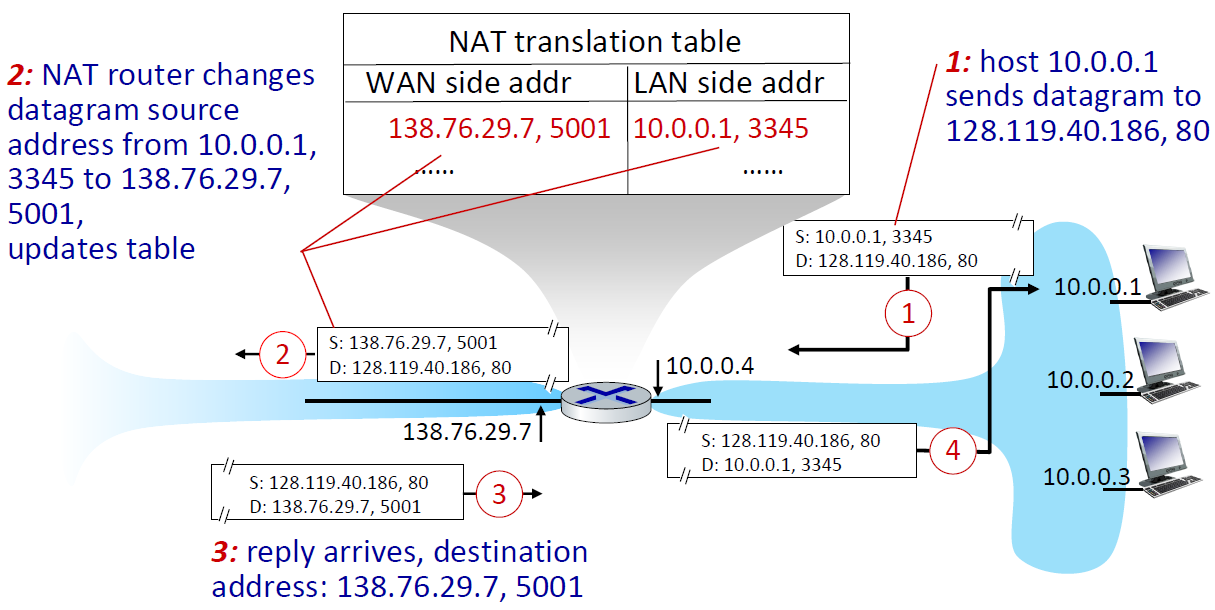 NAT translation table
WAN side addr
LAN side addr
138.76.29.7, 5001
10.0.0.1, 3345
......
......
2: NAT router changes
datagram source
address from 10.0.0.1,
3345 to 138.76.29.7,
5001,
updates table
1: host 10.0.0.1
sends datagram to
128.119.40.186, 80
S: 10.0.0.1, 3345
D: 128.119.40.186, 80
1
10.0.0.1
2
S: 138.76.29.7, 5001
D: 128.119.40.186, 80
10.0.0.4
10.0.0.2
138.76.29.7
S: 128.119.40.186, 80
D: 10.0.0.1, 3345
4
10.0.0.3
S: 128.119.40.186, 80
D: 138.76.29.7, 5001
3
3: reply arrives, destination
address: 138.76.29.7, 5001